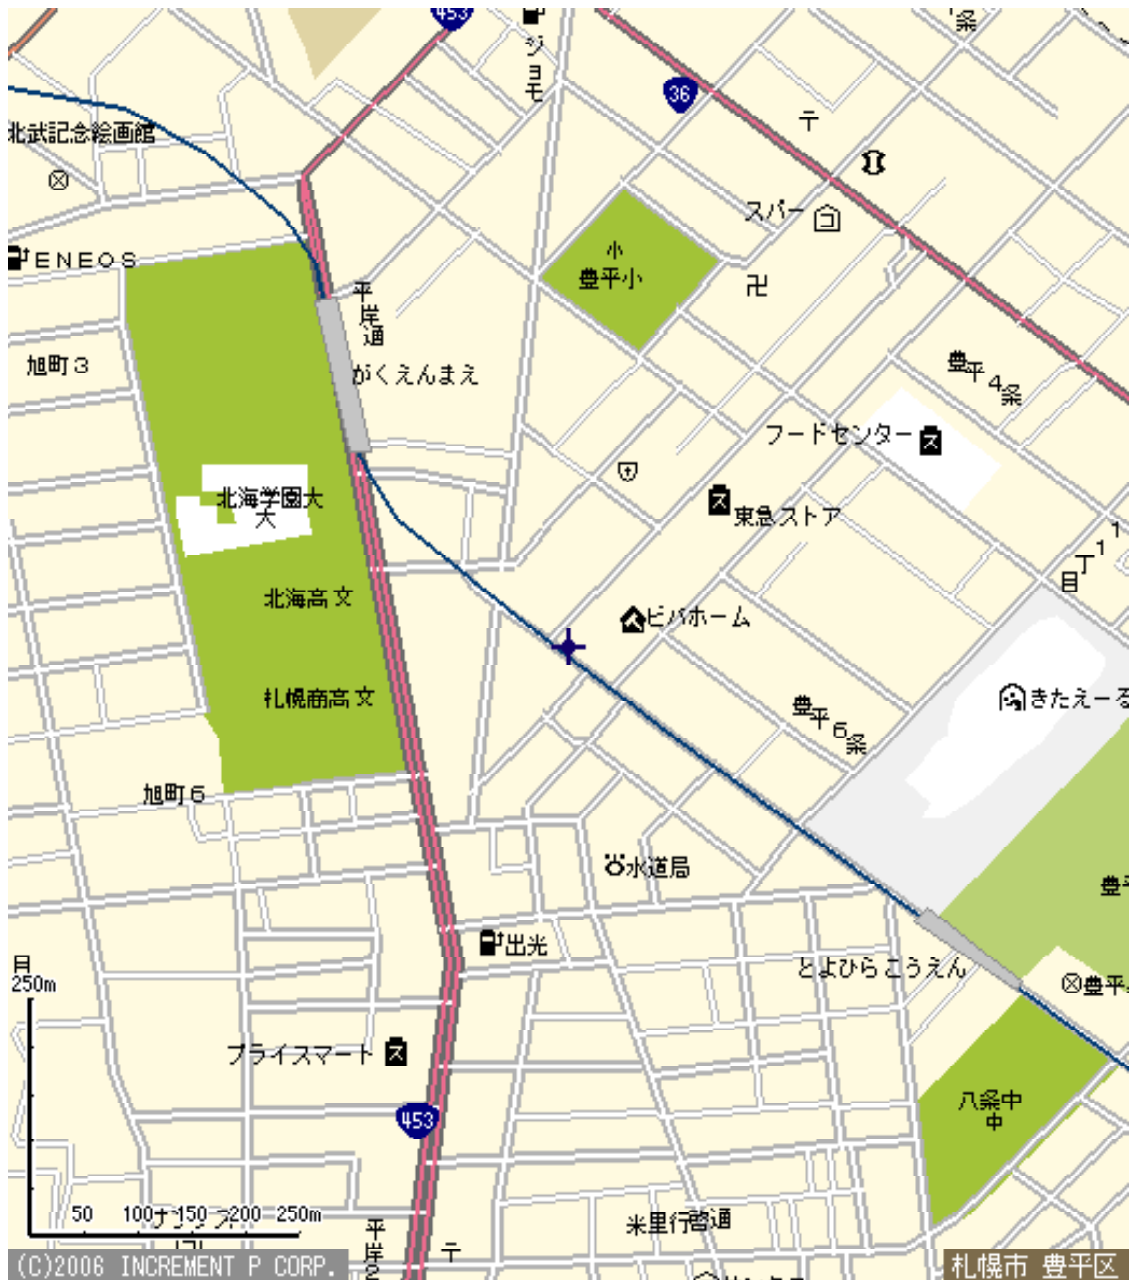 453
ジョモ
条
36
〒
北武記念絵画館
スパー
ENEOS
小
豊平小
卍
平岸通
旭町3
がくえんまえ
豊平4条
フードセンター
ス
北海学園大
大
ス
東急ストア
11丁目
北海高文
ビバホーム
札幌商高文
きたえーる
豊平6条
旭町6
水道局
豊平
出光
目
とよひらこうえん
250m
豊平
プライスマート
ス
八条中
中
453
50 100 150 200 250m
米里行啓通
平岸
〒
(C)2006 INCREMENT P CORP.
札幌市 豊平区